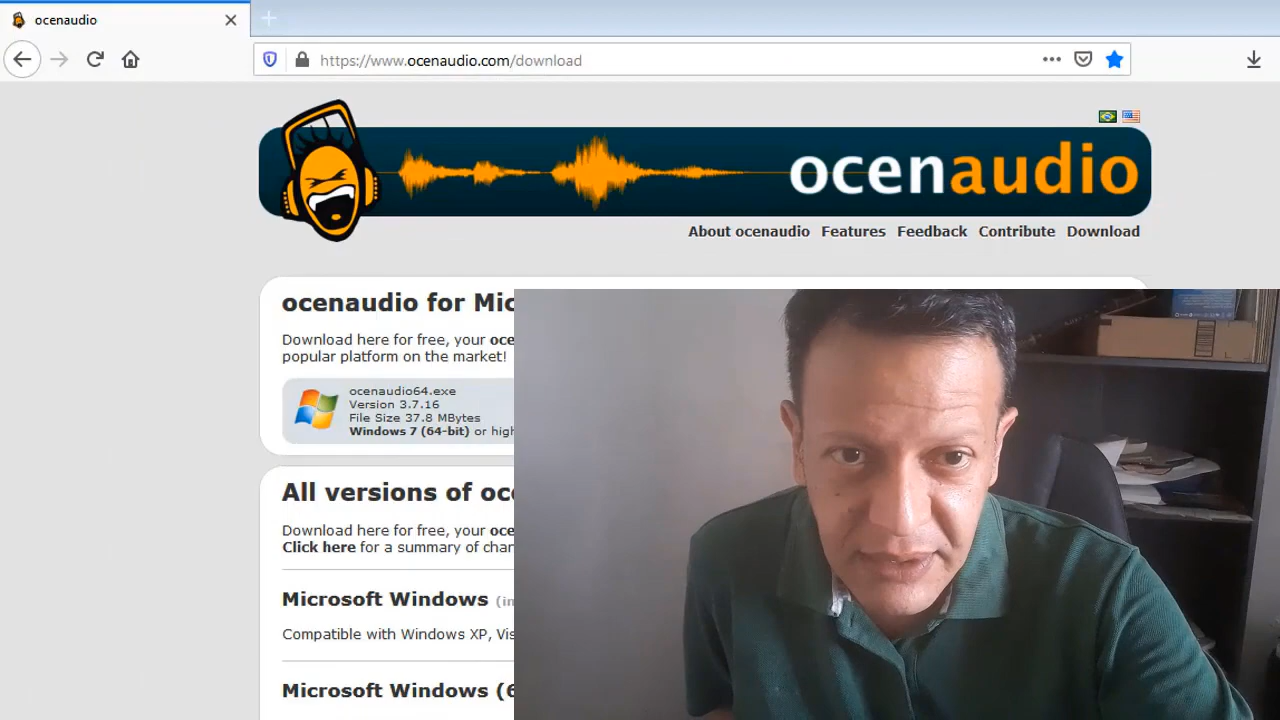 ocenaudio
https://www.ocenaudio.com/download
ocenaudio
About ocenaudio Features Feedback Contribute Download
ocenaudio for Mic
Download here for free, your oce
popular platform on the market!
ocenaudio64.exe
Version 3.7.16
File Size 37.8 MBytes
Windows 7 (64-bit) or high
All versions of oce
Download here for free, your oce
Click here for a summary of chan
Microsoft Windows (in
Compatible with Windows XP, Vis
Microsoft Windows (6